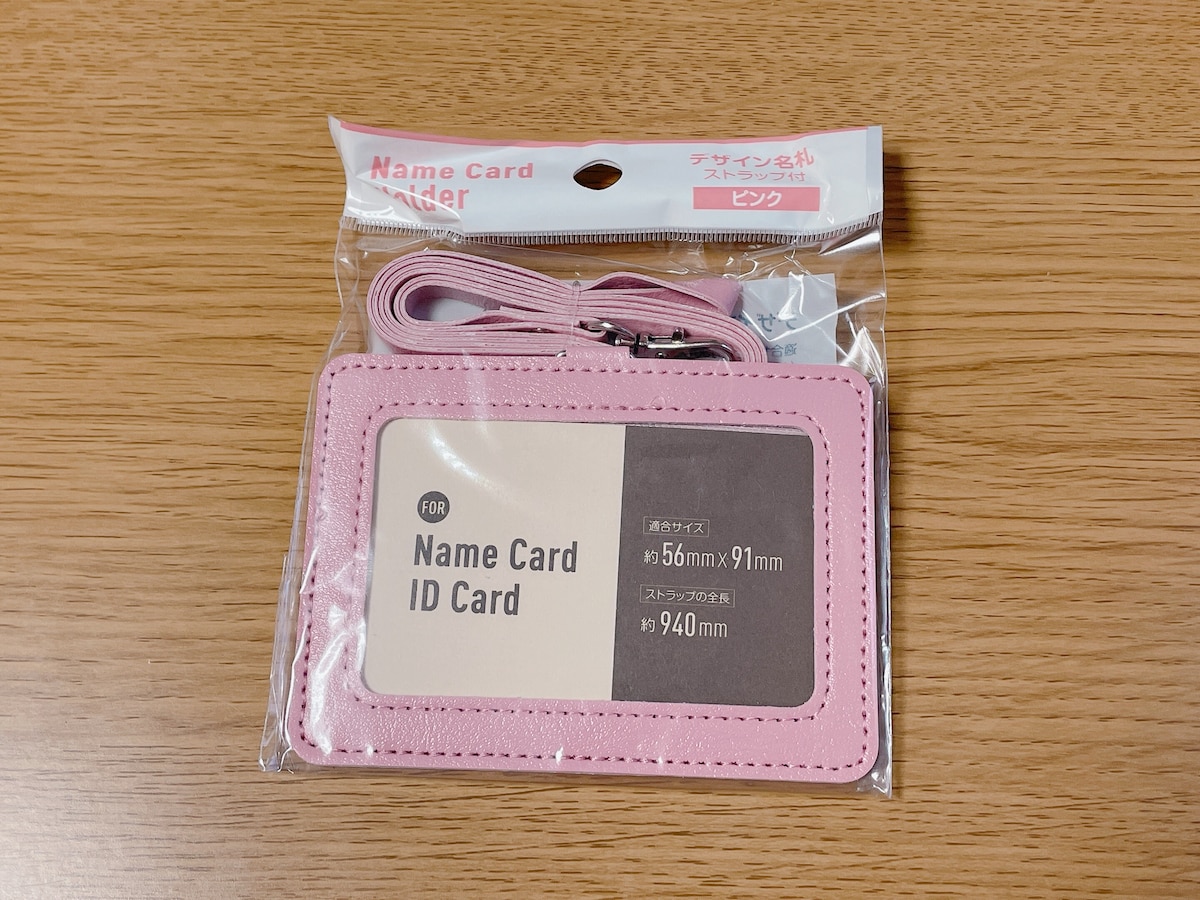 Name Card
Holder
デザイン名札
ストラップ付
ピンク
FOR
Name Card
ID Card
適合サイズ
約56mm×91mm
ストラップの全長
約940mm